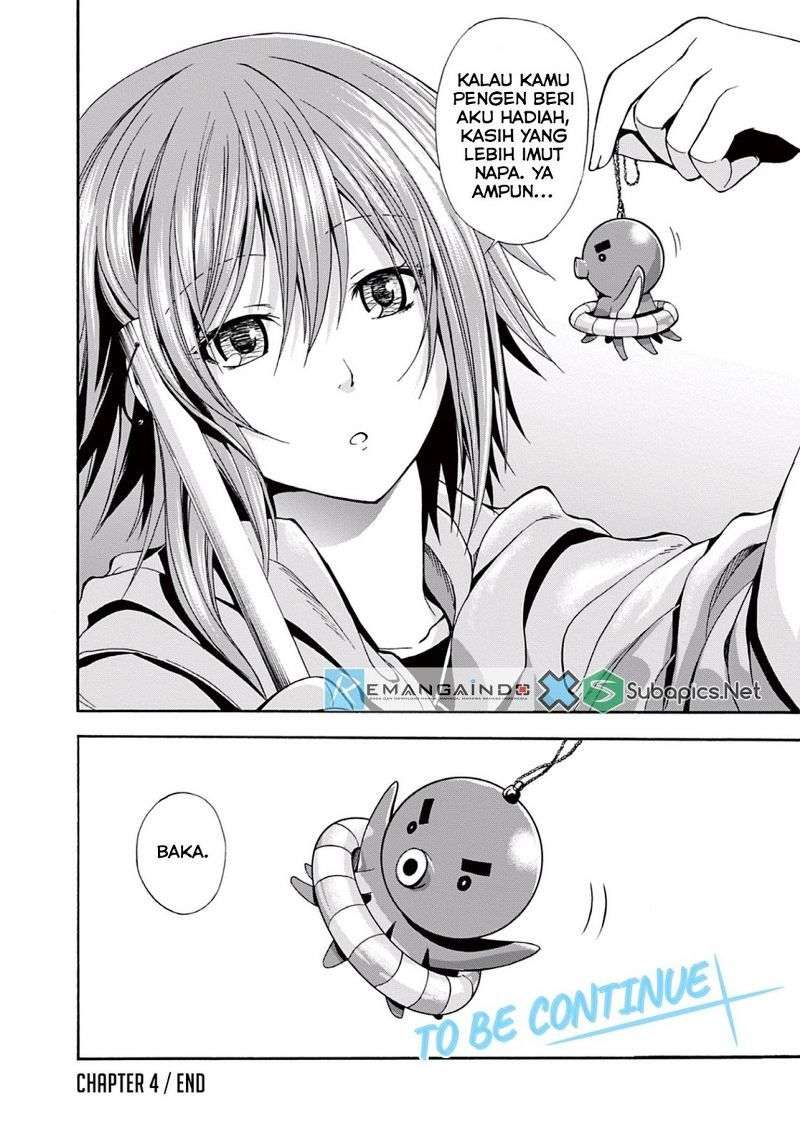 KALAU KAMU
PENGEN BERI
AKU HADIAH,
KASIH YANG
LEBIH IMUT
NAPA. YA
AMPUN...
REMANGAINDO
Subapics.Net
BAKA.
TO BE CONTINUE
CHAPTER 4 / END